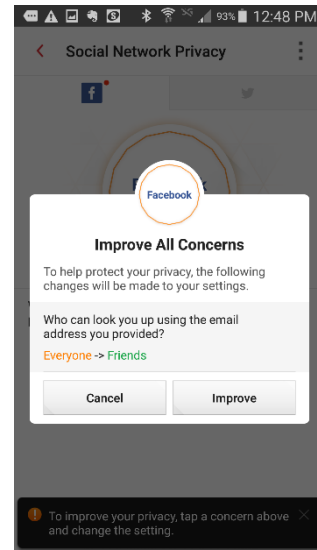 93% 12:48 PM
Social Network Privacy
Facebook
Improve All Concerns
To help protect your privacy, the following
changes will be made to your settings.
Who can look you up using the email
address you provided?
Everyone -> Friends
Cancel
Improve
To improve your privacy, tap a concern above
and change the setting.